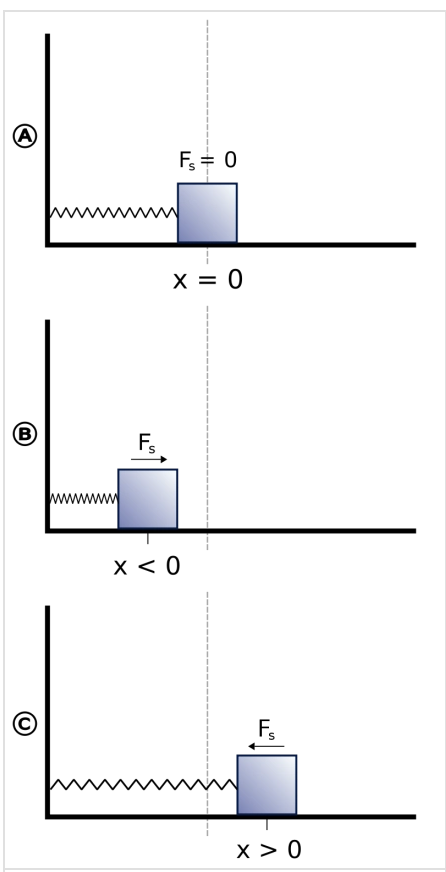 Ⓐ
Fₛ = 0
x = 0
Ⓑ
Fₛ
x < 0
Ⓒ
Fₛ
x > 0